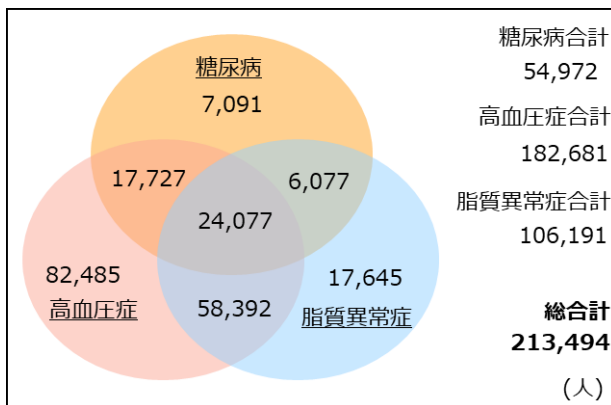 糖尿病
7,091
17,727
6,077
24,077
82,485
高血圧症
58,392
17,645
脂質異常症
糖尿病合計
54,972
高血圧症合計
182,681
脂質異常症合計
106,191
総合計
213,494
(人)